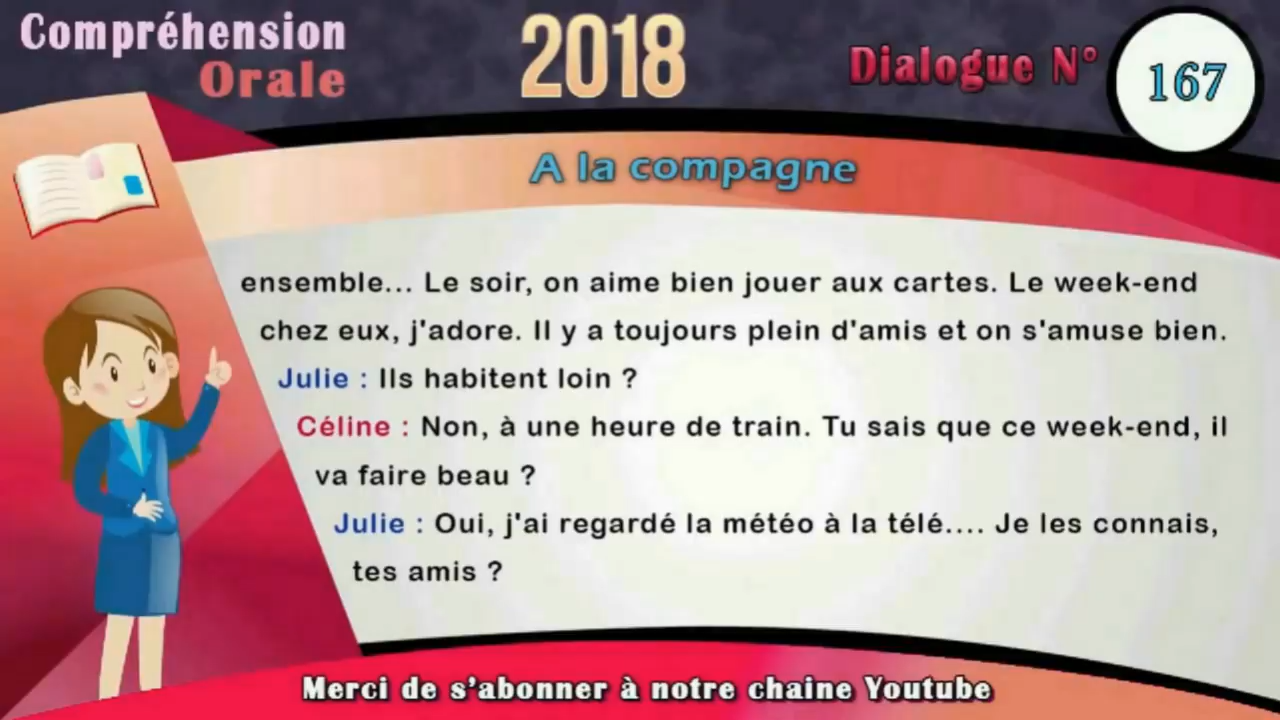 Compréhension
Orale
2018
Dialogue N°
167
A la compagne
ensemble... Le soir, on aime bien jouer aux cartes. Le week-end
chez eux, j'adore. Il y a toujours plein d'amis et on s'amuse bien.
Julie : Ils habitent loin ?
Céline : Non, à une heure de train. Tu sais que ce week-end, il
va faire beau ?
Julie : Oui, j'ai regardé la météo à la télé.... Je les connais,
tes amis ?
Merci de s'abonner à notre chaine Youtube